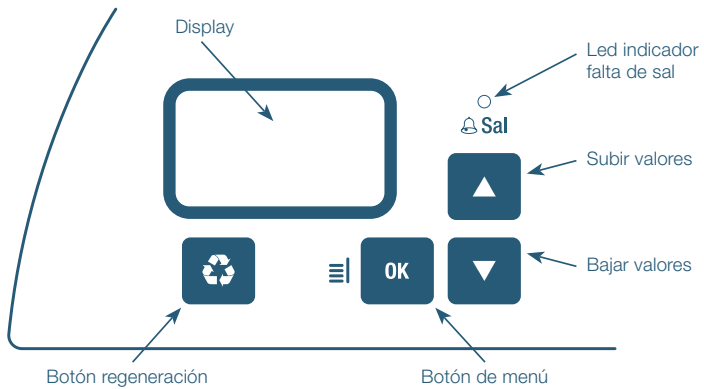 Display
Led indicador
falta de sal
Sal
Subir valores
OK
Bajar valores
Botón regeneración
Botón de menú